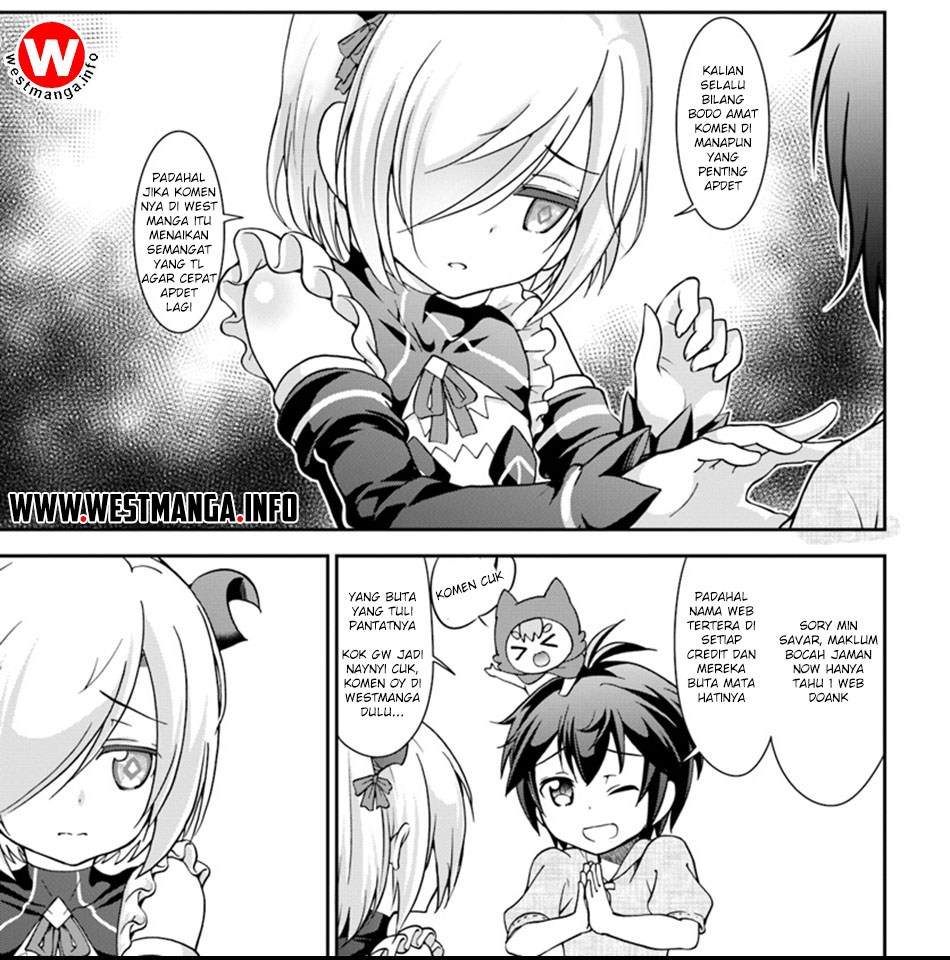 W
westmanga.info
KALIAN
SELALU
BILANG
BODO AMAT
KOMEN DI
MANAPUN
YANG
PENTING
APDET
PADAHAL
JIKA KOMEN
NYA DI WEST
MANGA ITU
MENAIKAN
SEMANGAT
YANG TL
AGAR CEPAT
APDET
LAGI
WWW.WESTMANGA.INFO
SORY MIN
SAVAR, MAKLUM
BOCAH JAMAN
NOW HANYA
TAHU 1 WEB
DOANK
PADAHAL
NAMA WEB
TERTERA DI
SETIAP
CREDIT DAN
MEREKA
BUTA MATA
HATINYA
KOMEN CUK
YANG BUTA
YANG TULI
PANTATNYA
KOK GW JADI
NAYNYI CUK,
KOMEN OY DI
WESTMANGA
DULU...